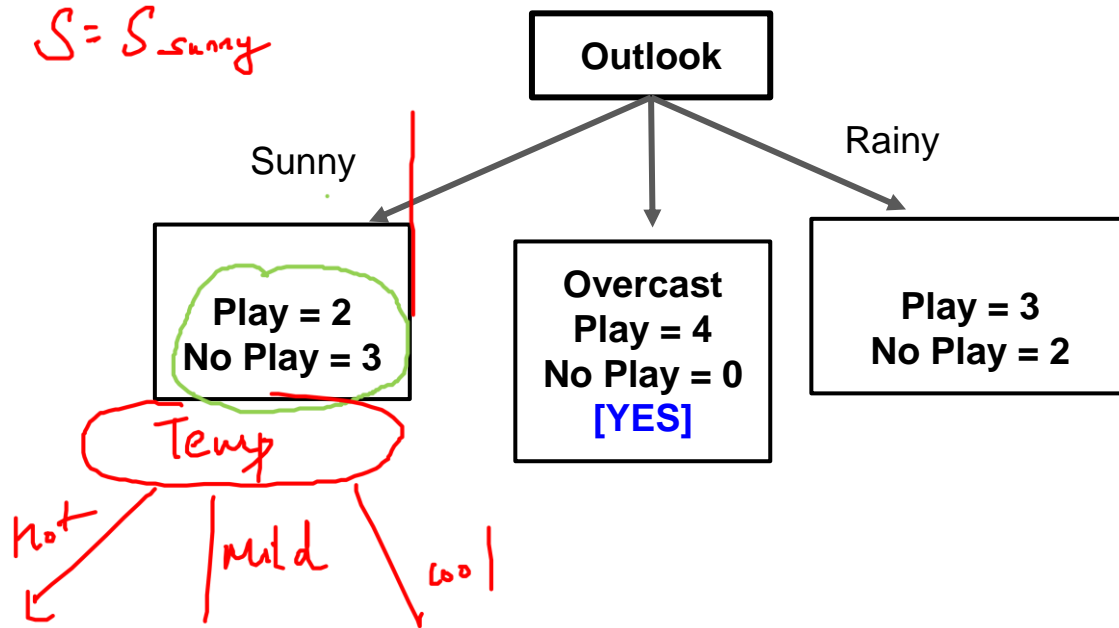 S = S sunny
Outlook
Sunny
Rainy
Play = 2
No Play = 3
Overcast
Play = 4
No Play = 0
[YES]
Play = 3
No Play = 2
Temp
Hot
Mild
cool